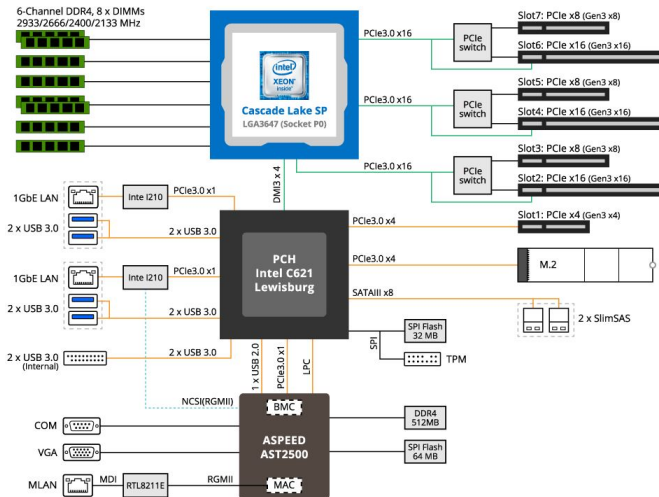 6-Channel DDR4, 8 x DIMMs
2933/2666/2400/2133 MHz
intel
XEON
inside
Cascade Lake SP
LGA3647 (Socket P0)
PCIe3.0 x16
PCIe switch
Slot7: PCIe x8 (Gen3 x8)
Slot6: PCIe x16 (Gen3 x16)
PCIe3.0 x16
PCIe switch
Slot5: PCIe x8 (Gen3 x8)
Slot4: PCIe x16 (Gen3 x16)
PCIe3.0 x16
PCIe switch
Slot3: PCIe x8 (Gen3 x8)
Slot2: PCIe x16 (Gen3 x16)
DMI3 x 4
1GbE LAN
Inte I210
PCIe3.0 x1
2 x USB 3.0
2 x USB 3.0
1GbE LAN
Inte I210
PCIe3.0 x1
2 x USB 3.0
2 x USB 3.0
2 x USB 3.0
(Internal)
2 x USB 3.0
PCH
Intel C621
Lewisburg
PCIe3.0 x4
Slot1: PCIe x4 (Gen3 x4)
PCIe3.0 x4
M.2
SATAIII x8
2 x SlimSAS
SPI
SPI Flash
32 MB
TPM
1 x USB 2.0
PCIe3.0 x1
LPC
NCSI(RGMII)
BMC
ASPEED
AST2500
MAC
COM
VGA
MLAN
MDI
RTL8211E
RGMII
DDR4
512MB
SPI Flash
64 MB